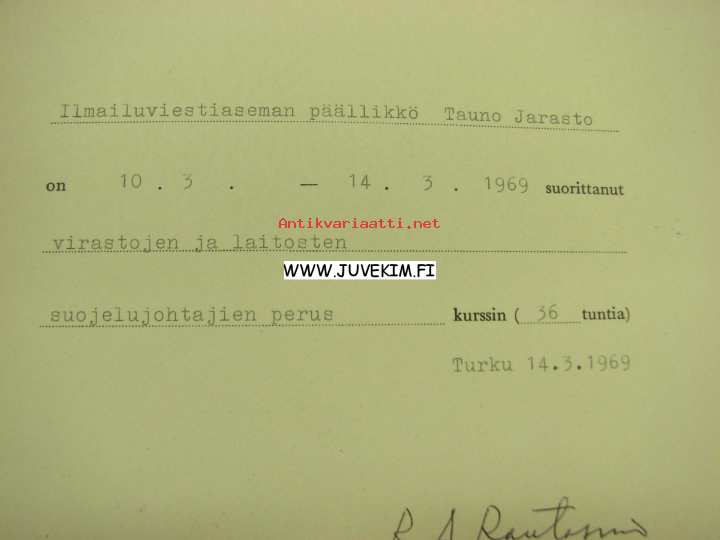 Ilmailuviestiaseman päällikkö Tauno Jarasto
on 10 . 3 . — 14 . 3 . 1969 suorittanut
Antikvariaatti.net
virastojen ja laitosten
WWW.JUVEKIM.FI
suojelujohtajien perus kurssin ( 36 tuntia)
Turku 14.3.1969